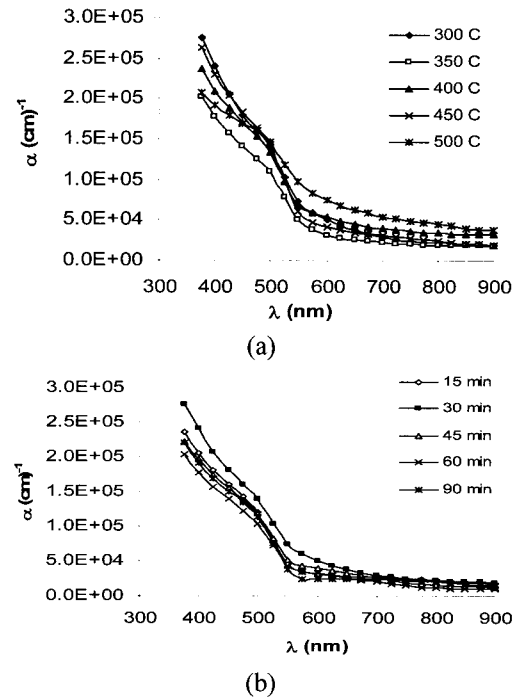 3.0E+05
2.5E+05
2.0E+05
1.5E+05
1.0E+05
5.0E+04
0.0E+00
α (cm)⁻¹
300 C
350 C
400 C
450 C
500 C
300 400 500 600 700 800 900
λ (nm)
(a)
3.0E+05
2.5E+05
2.0E+05
1.5E+05
1.0E+05
5.0E+04
0.0E+00
α (cm)⁻¹
15 min
30 min
45 min
60 min
90 min
300 400 500 600 700 800 900
λ (nm)
(b)